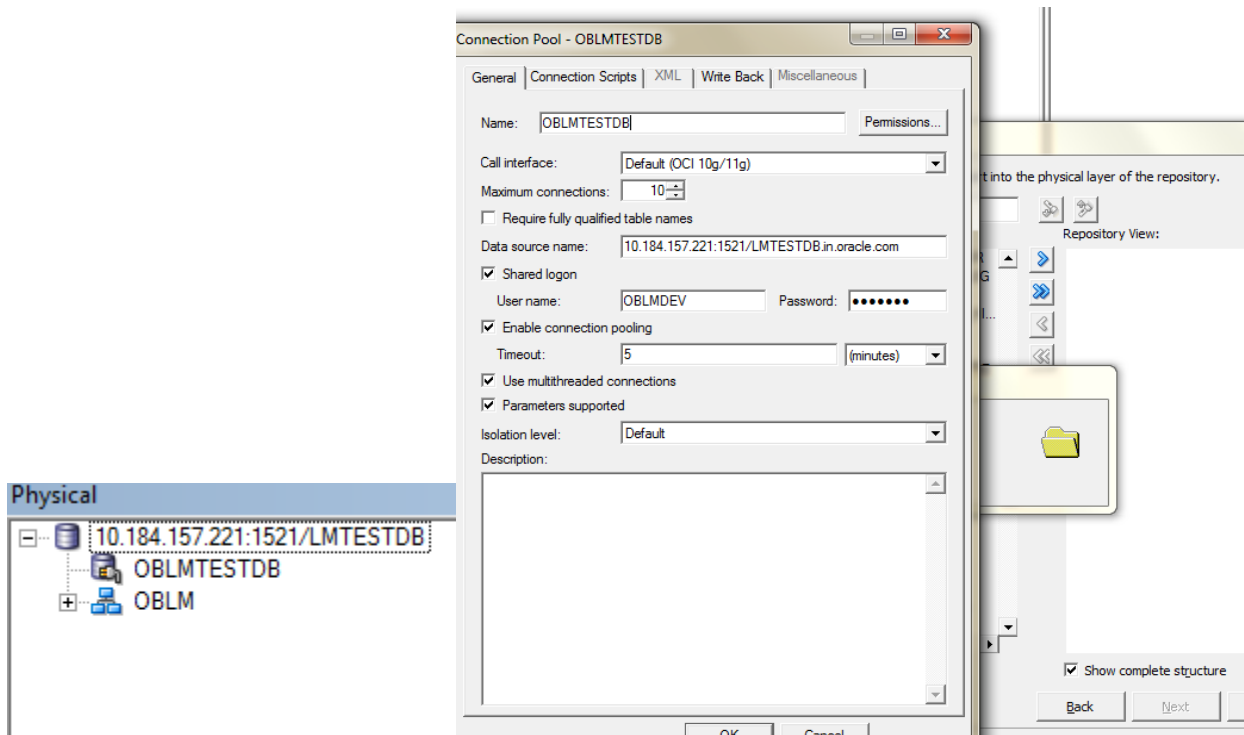 Connection Pool - OBLMTESTDB
General Connection Scripts XML Write Back Miscellaneous
Name: OBLMTESTDB Permissions...
Call interface: Default (OCI 10g/11g)
Maximum connections: 10
Require fully qualified table names
Data source name: 10.184.157.221:1521/LMTESTDB.in.oracle.com
Shared logon
User name: OBLMDEV Password: •••••••
Enable connection pooling
Timeout: 5 (minutes)
Use multithreaded connections
Parameters supported
Isolation level: Default
Description:
OK Cancel
rt into the physical layer of the repository.
Repository View:
G
I...
Show complete structure
Back Next
Physical
10.184.157.221:1521/LMTESTDB
OBLMTESTDB
OBLM